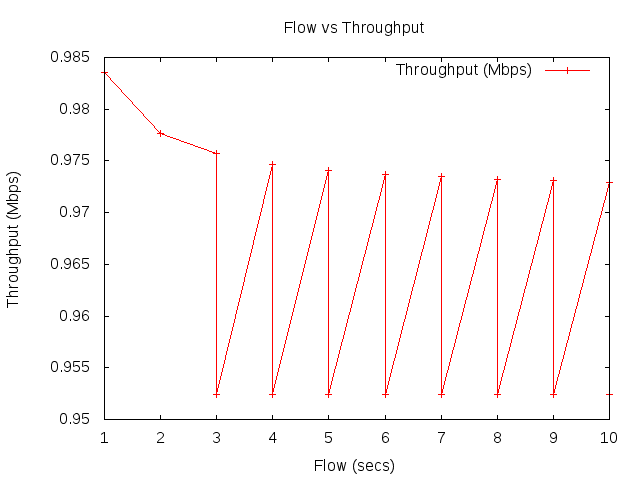 Flow vs Throughput
Throughput (Mbps)
0.985
0.98
0.975
0.97
0.965
0.96
0.955
0.95
Throughput (Mbps)
1 2 3 4 5 6 7 8 9 10
Flow (secs)